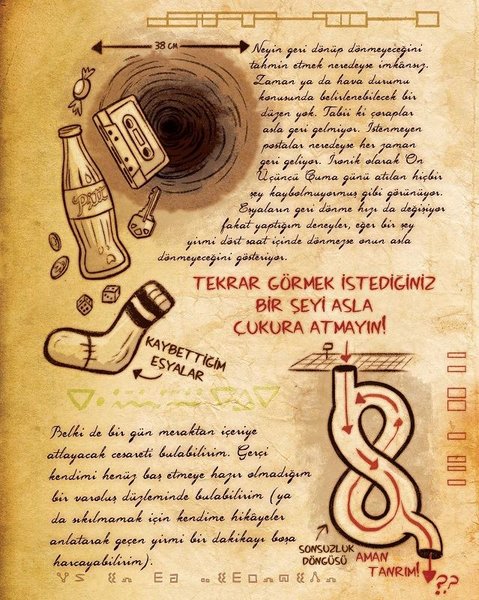 38 CM
Neyin geri dönüp dönmeyeceğini
tahmin etmek neredeyse imkânsız.
Zaman ya da hava durumu
konusunda belirlenebilecek bir
düzen yok. Tabii ki çoraplar
asla geri gelmiyor. İstenmeyen
postalar neredeyse her zaman
geri geliyor. İronik olarak On
Üçüncü Cuma günü atılan hiçbir
şey kaybolmuyormuş gibi görünüyor.
Eşyaların geri dönme hızı da değişiyor
fakat yaptığım deneyler, eğer bir şey
yirmi dört saat içinde dönmezse onun asla
dönmeyeceğini gösteriyor.
TEKRAR GÖRMEK İSTEDİĞİNİZ
BİR ŞEYİ ASLA
ÇUKURA ATMAYIN!
KAYBETTİĞİM
EŞYALAR
Belki de bir gün meraktan içeriye
atlayacak cesareti bulabilirim. Gerçi
kendimi henüz baş etmeye hazır olmadığım
bir varoluş düzleminde bulabilirim (ya
da sıkılmamak için kendime hikâyeler
anlatarak geçen yirmi bir dakikayı boşa
harcayabilirim).
SONSUZLUK
DÖNGÜSÜ
AMAN
TANRIM!
??